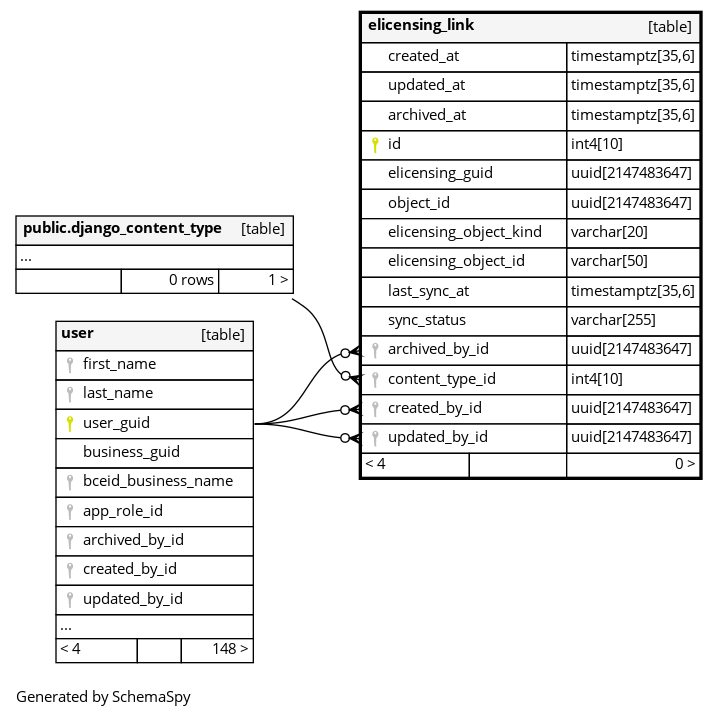 elicensing_link [table]
created_at timestamptz[35,6]
updated_at timestamptz[35,6]
archived_at timestamptz[35,6]
id int4[10]
elicensing_guid uuid[2147483647]
object_id uuid[2147483647]
elicensing_object_kind varchar[20]
elicensing_object_id varchar[50]
last_sync_at timestamptz[35,6]
sync_status varchar[255]
archived_by_id uuid[2147483647]
content_type_id int4[10]
created_by_id uuid[2147483647]
updated_by_id uuid[2147483647]
< 4 0 >
public.django_content_type [table]
...
0 rows 1 >
user [table]
first_name
last_name
user_guid
business_guid
bceid_business_name
app_role_id
archived_by_id
created_by_id
updated_by_id
...
< 4 148 >
Generated by SchemaSpy